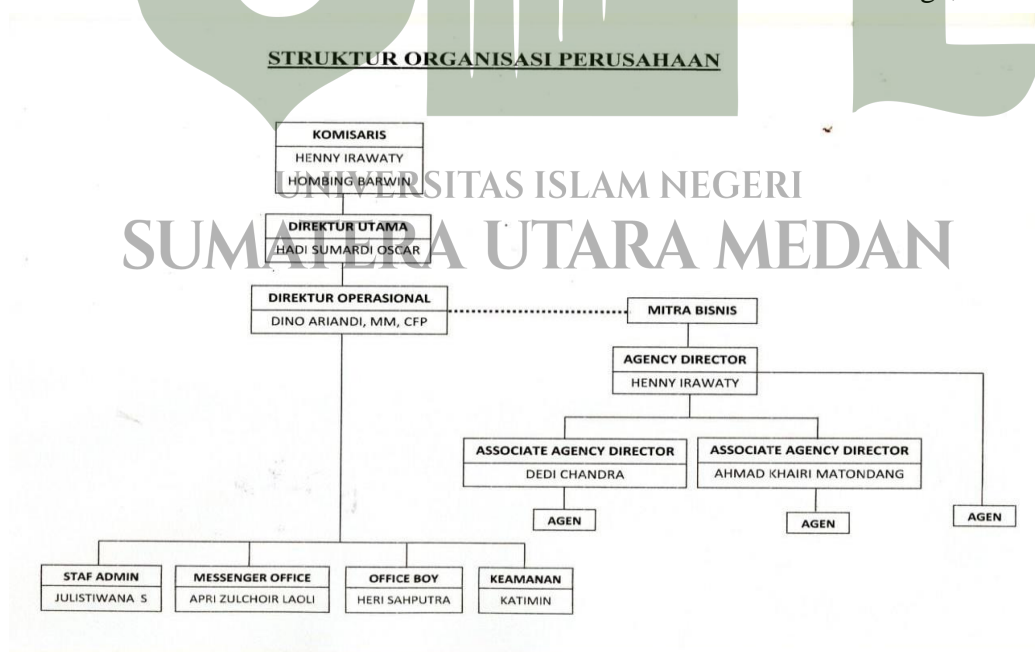 STRUKTUR ORGANISASI PERUSAHAAN
KOMISARIS
HENNY IRAWATY
HOMBING BARWIN
UNIVERSITAS ISLAM NEGERI
SUMATERA UTARA MEDAN
DIREKTUR UTAMA
HADI SUMARDI OSCAR
DIREKTUR OPERASIONAL
DINO ARIANDI, MM, CFP
MITRA BISNIS
AGENCY DIRECTOR
HENNY IRAWATY
ASSOCIATE AGENCY DIRECTOR
DEDI CHANDRA
AGEN
ASSOCIATE AGENCY DIRECTOR
AHMAD KHAIRI MATONDANG
AGEN
AGEN
STAF ADMIN
JULISTIWANA S
MESSENGER OFFICE
APRI ZULCHOIR LAOLI
OFFICE BOY
HERI SAHPUTRA
KEAMANAN
KATIMIN